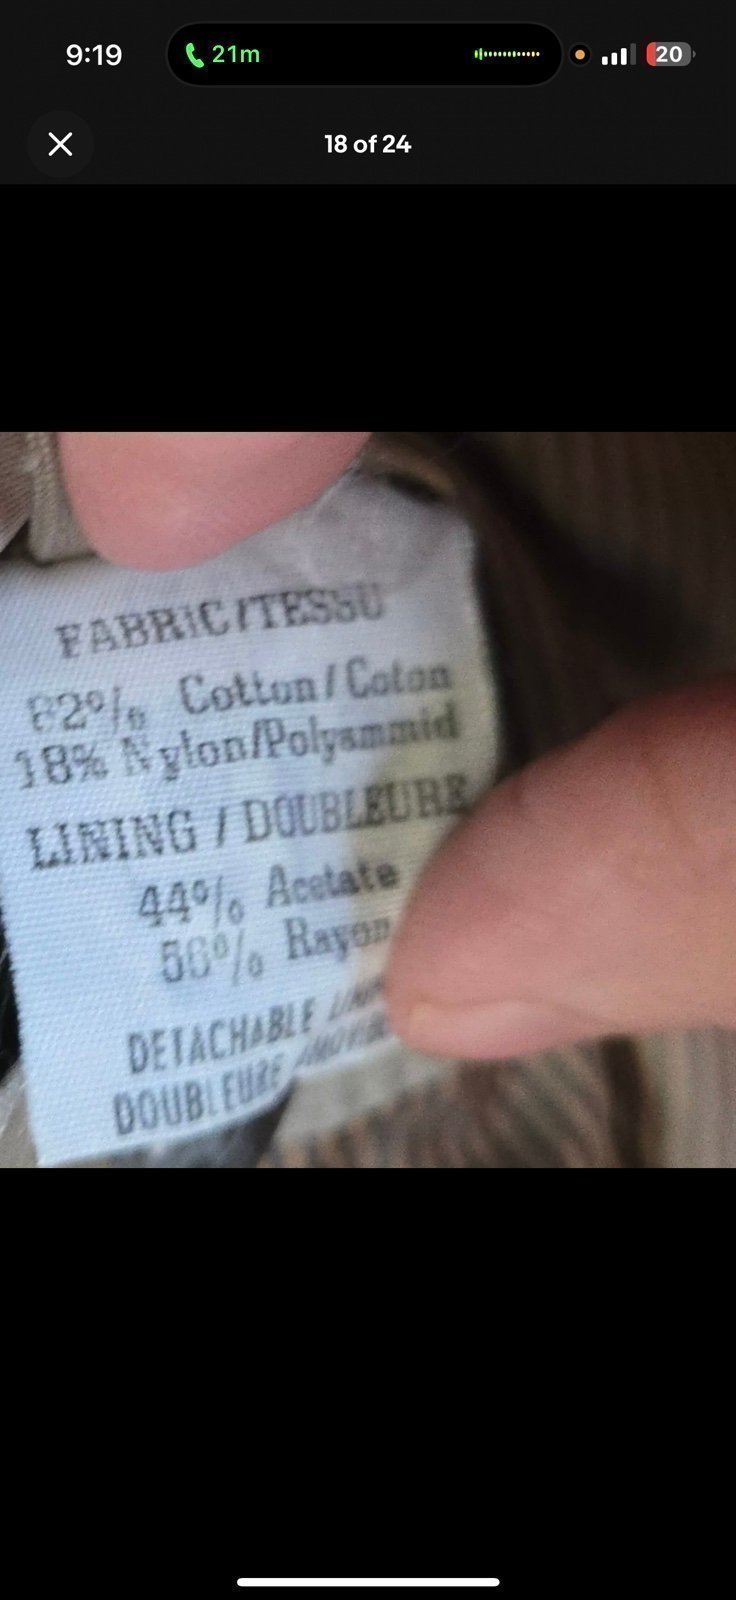 9:19
21m
20
18 of 24
FABRIC/TESSU
82% Cotton/Coton
18% Nylon/Polyammid
LINING / DOUBLEURE
44% Acetate
56% Rayon
DETACHABLE
DOUBLEURE